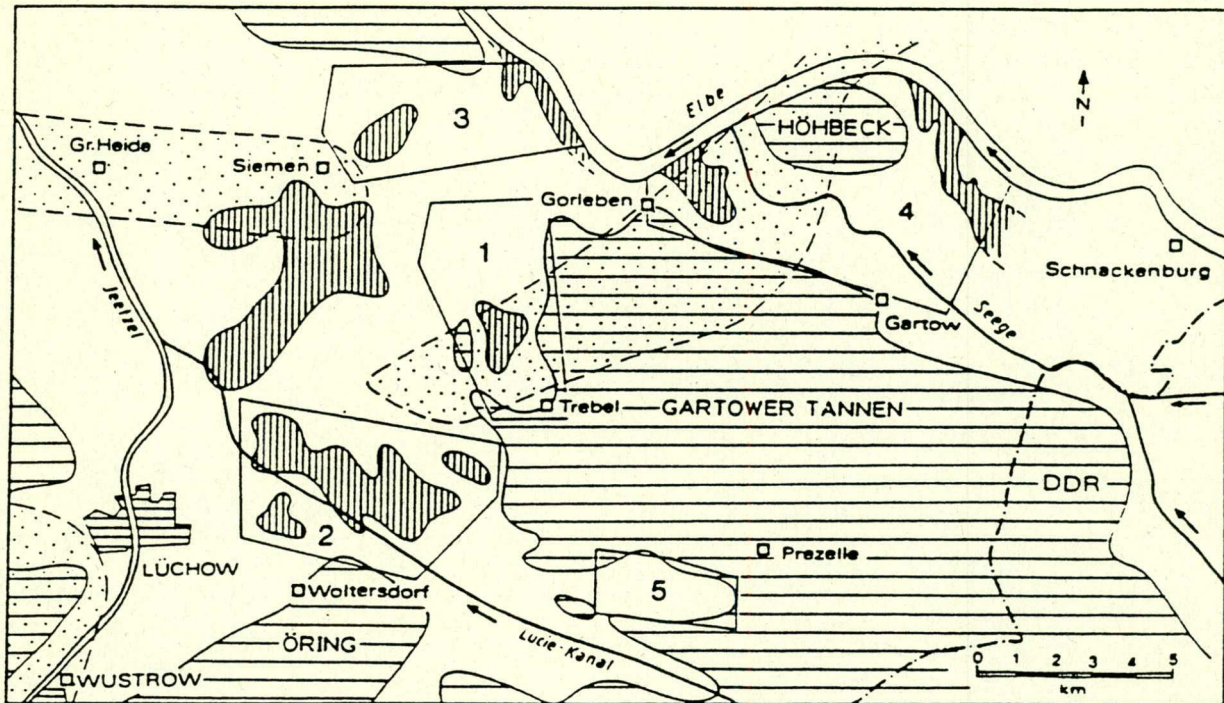 Elbe
N
3
HÖHBECK
Gr. Heide
Siemen
Gorleben
4
1
Schnackenburg
Jeetzel
Gartow
Seege
Trebel
GARTOWER TANNEN
DDR
2
Prezelle
LÜCHOW
Woltersdorf
5
ÖRING
Lucie-Kanal
WUSTROW
0 1 2 3 4 5
km